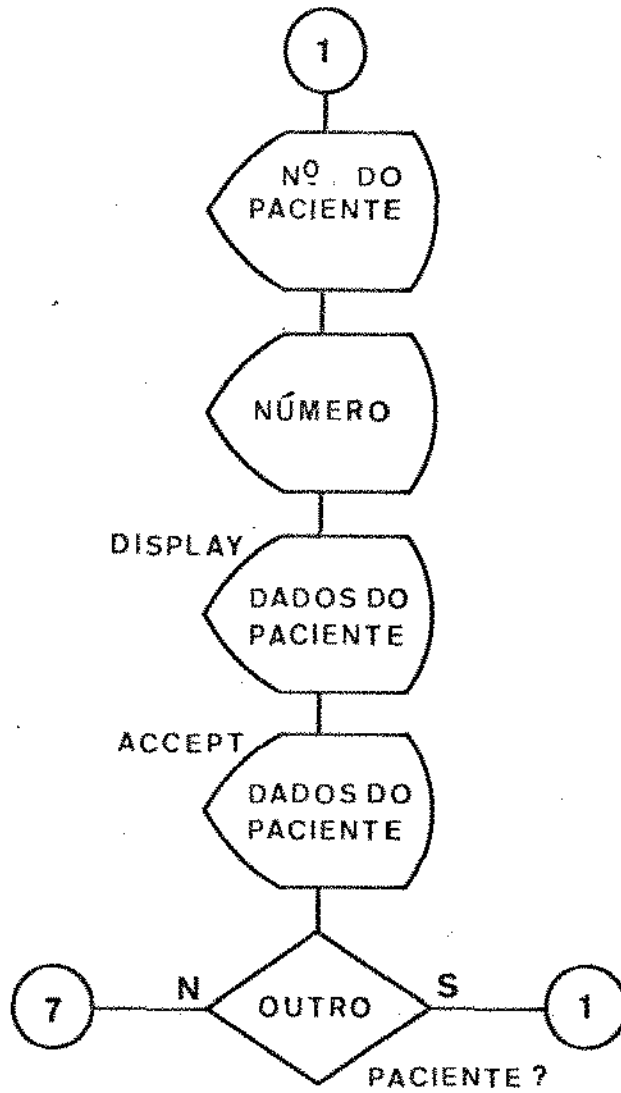 1
Nº DO
PACIENTE
NÚMERO
DISPLAY
DADOS DO
PACIENTE
ACCEPT
DADOS DO
PACIENTE
7
N
OUTRO
S
1
PACIENTE ?